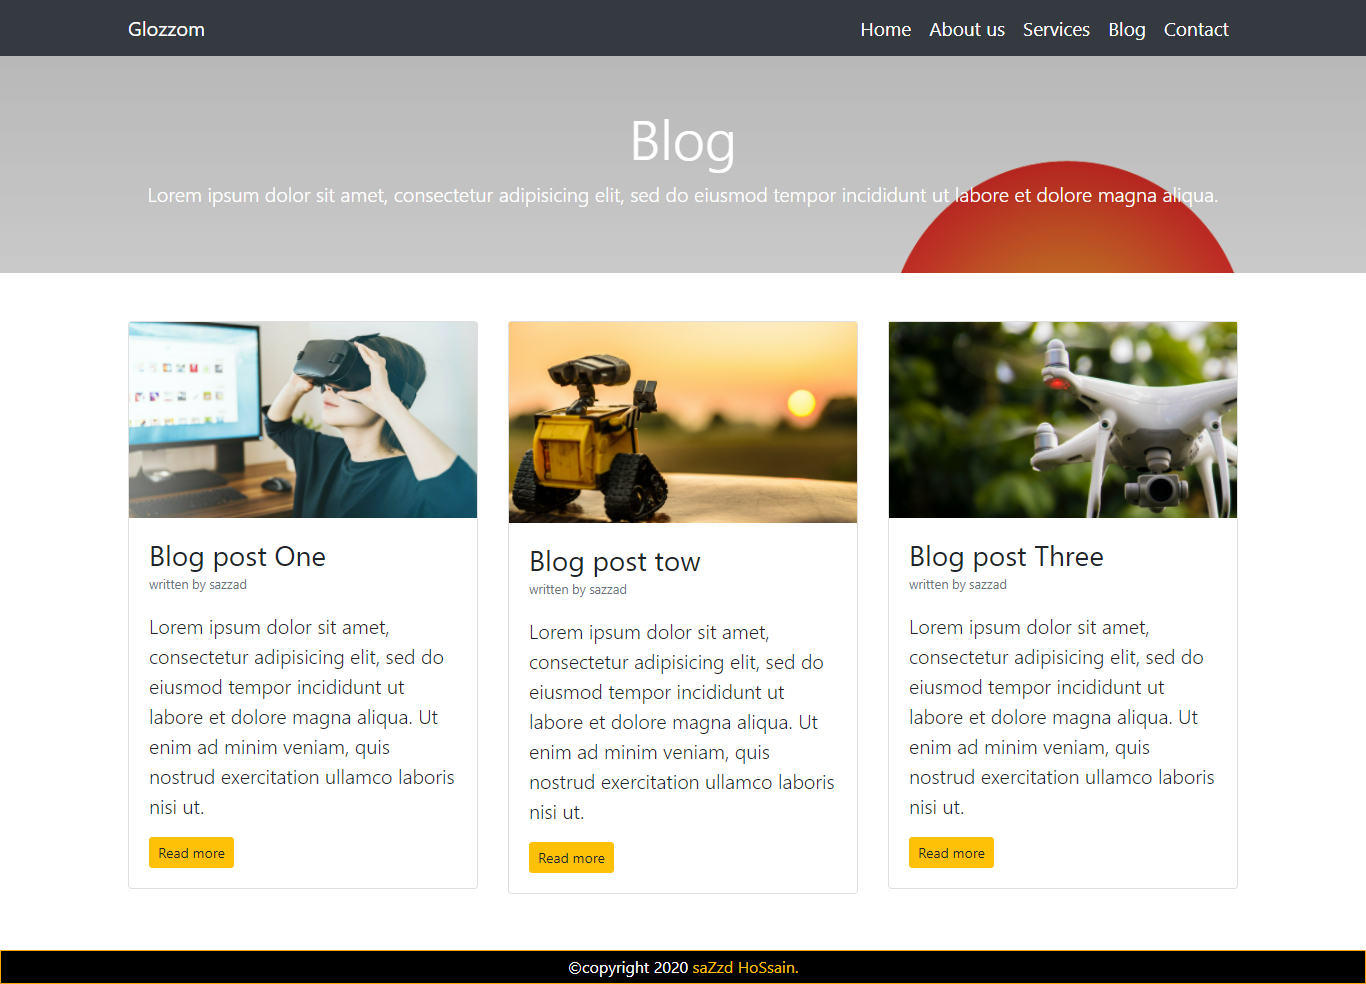 Glozzom
Home About us Services Blog Contact
Blog
Lorem ipsum dolor sit amet, consectetur adipisicing elit, sed do eiusmod tempor incididunt ut labore et dolore magna aliqua.
Blog post One
written by sazzad
Lorem ipsum dolor sit amet,
consectetur adipisicing elit, sed do
eiusmod tempor incididunt ut
labore et dolore magna aliqua. Ut
enim ad minim veniam, quis
nostrud exercitation ullamco laboris
nisi ut.
Read more
Blog post tow
written by sazzad
Lorem ipsum dolor sit amet,
consectetur adipisicing elit, sed do
eiusmod tempor incididunt ut
labore et dolore magna aliqua. Ut
enim ad minim veniam, quis
nostrud exercitation ullamco laboris
nisi ut.
Read more
Blog post Three
written by sazzad
Lorem ipsum dolor sit amet,
consectetur adipisicing elit, sed do
eiusmod tempor incididunt ut
labore et dolore magna aliqua. Ut
enim ad minim veniam, quis
nostrud exercitation ullamco laboris
nisi ut.
Read more
©copyright 2020 saZzd HoSsain.